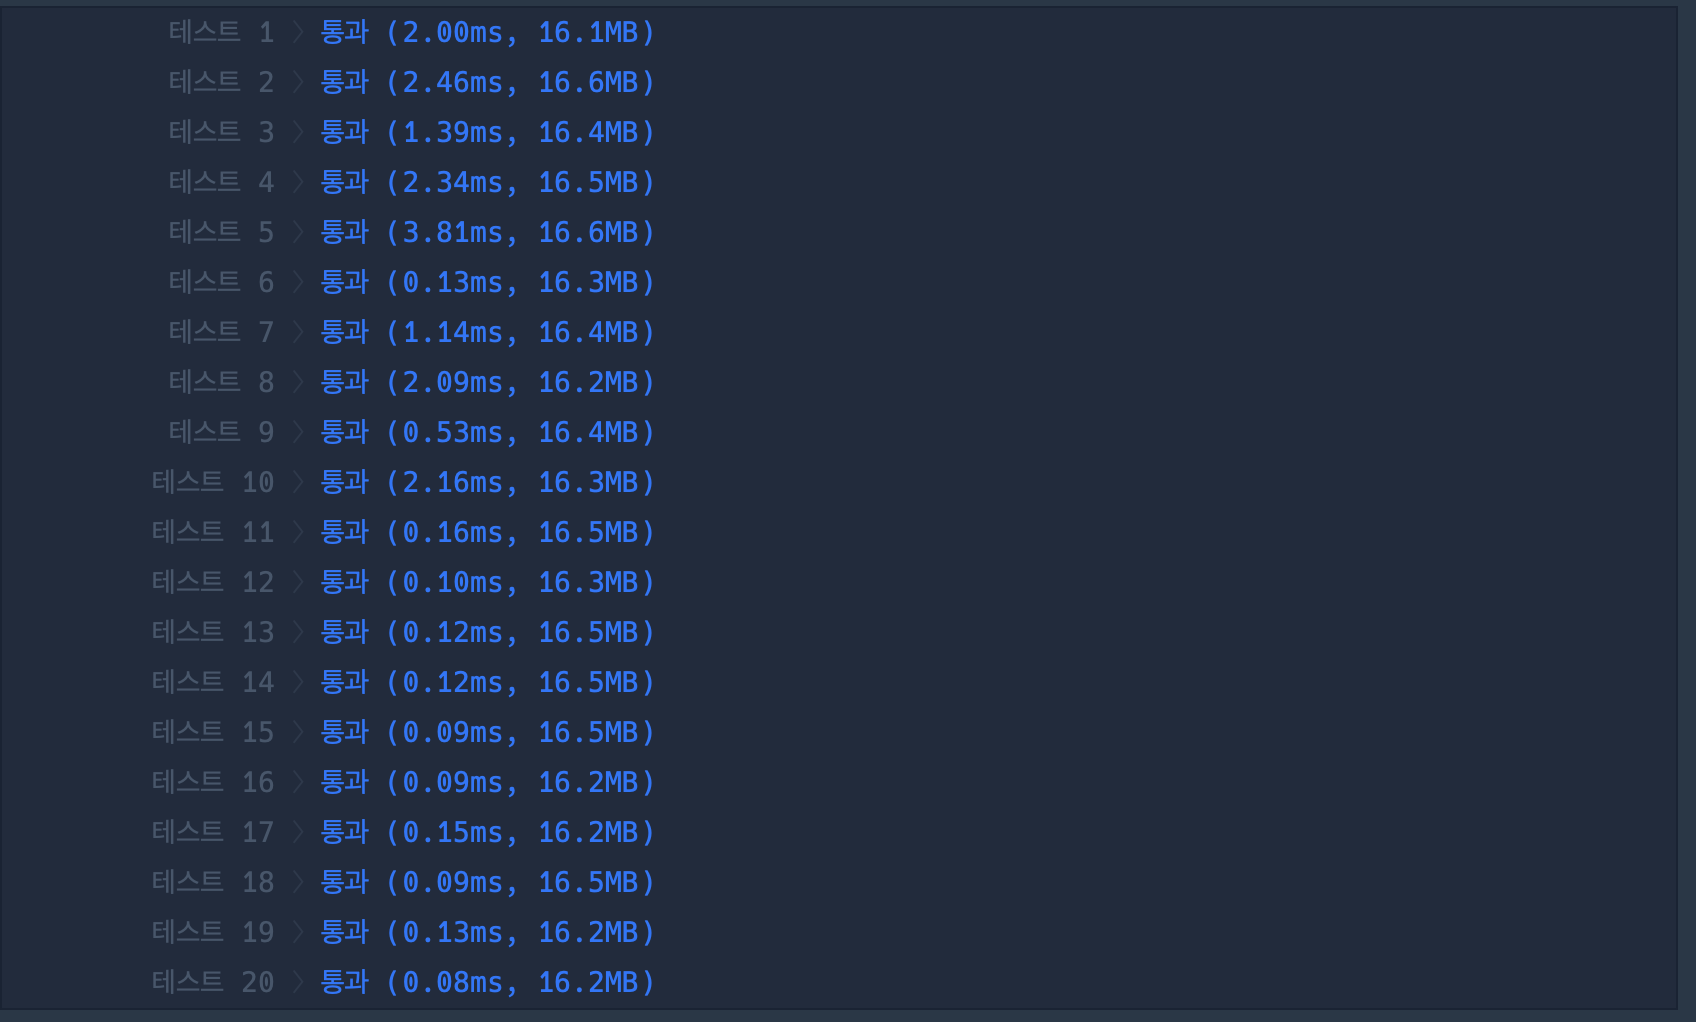 테스트 1 〉 통과 (2.00ms, 16.1MB)
테스트 2 〉 통과 (2.46ms, 16.6MB)
테스트 3 〉 통과 (1.39ms, 16.4MB)
테스트 4 〉 통과 (2.34ms, 16.5MB)
테스트 5 〉 통과 (3.81ms, 16.6MB)
테스트 6 〉 통과 (0.13ms, 16.3MB)
테스트 7 〉 통과 (1.14ms, 16.4MB)
테스트 8 〉 통과 (2.09ms, 16.2MB)
테스트 9 〉 통과 (0.53ms, 16.4MB)
테스트 10 〉 통과 (2.16ms, 16.3MB)
테스트 11 〉 통과 (0.16ms, 16.5MB)
테스트 12 〉 통과 (0.10ms, 16.3MB)
테스트 13 〉 통과 (0.12ms, 16.5MB)
테스트 14 〉 통과 (0.12ms, 16.5MB)
테스트 15 〉 통과 (0.09ms, 16.5MB)
테스트 16 〉 통과 (0.09ms, 16.2MB)
테스트 17 〉 통과 (0.15ms, 16.2MB)
테스트 18 〉 통과 (0.09ms, 16.5MB)
테스트 19 〉 통과 (0.13ms, 16.2MB)
테스트 20 〉 통과 (0.08ms, 16.2MB)